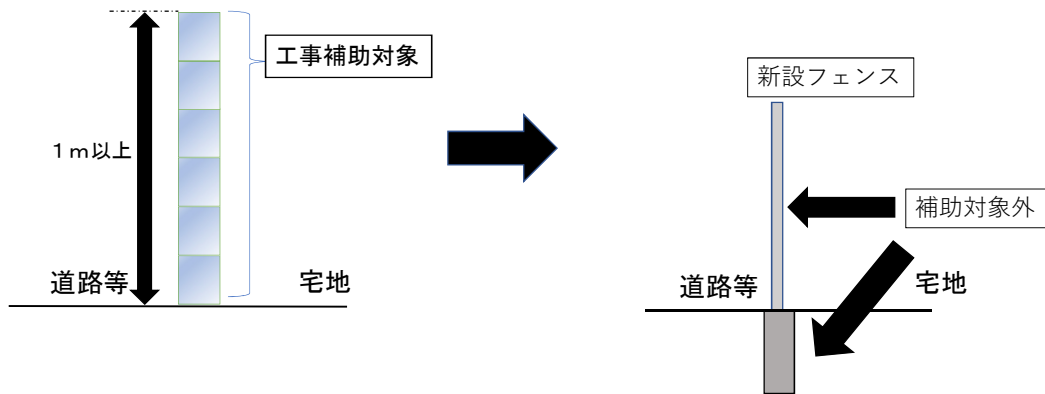 工事補助対象
１ｍ以上
道路等
宅地
新設フェンス
補助対象外
道路等
宅地